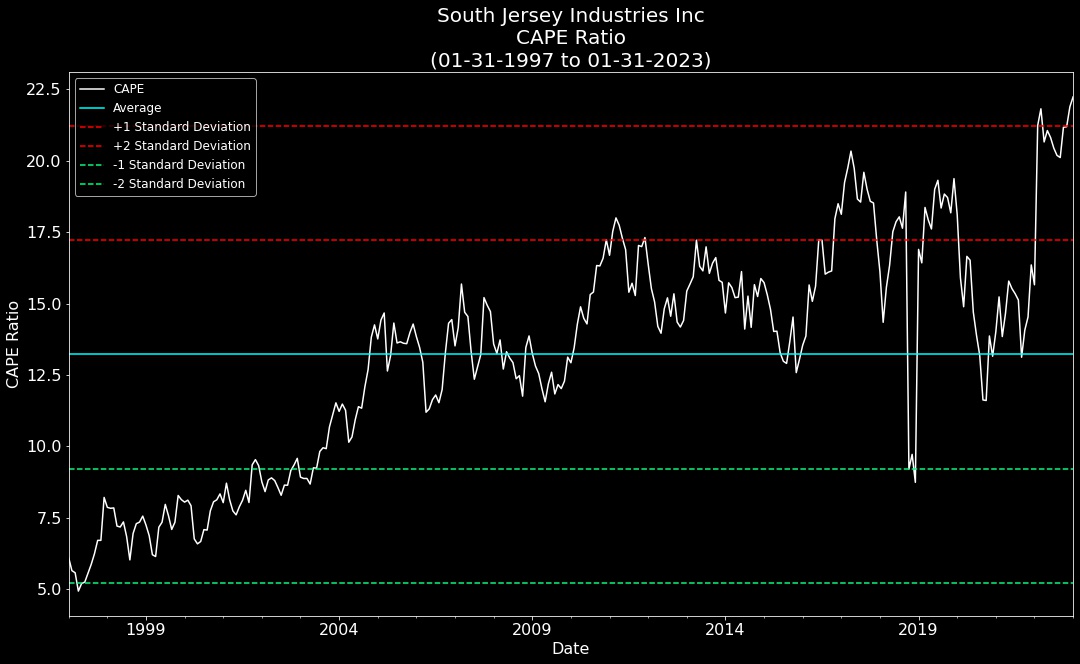 South Jersey Industries Inc
CAPE Ratio
(01-31-1997 to 01-31-2023)
CAPE
Average
+1 Standard Deviation
+2 Standard Deviation
-1 Standard Deviation
-2 Standard Deviation
CAPE Ratio
22.5
20.0
17.5
15.0
12.5
10.0
7.5
5.0
1999 2004 2009 2014 2019
Date